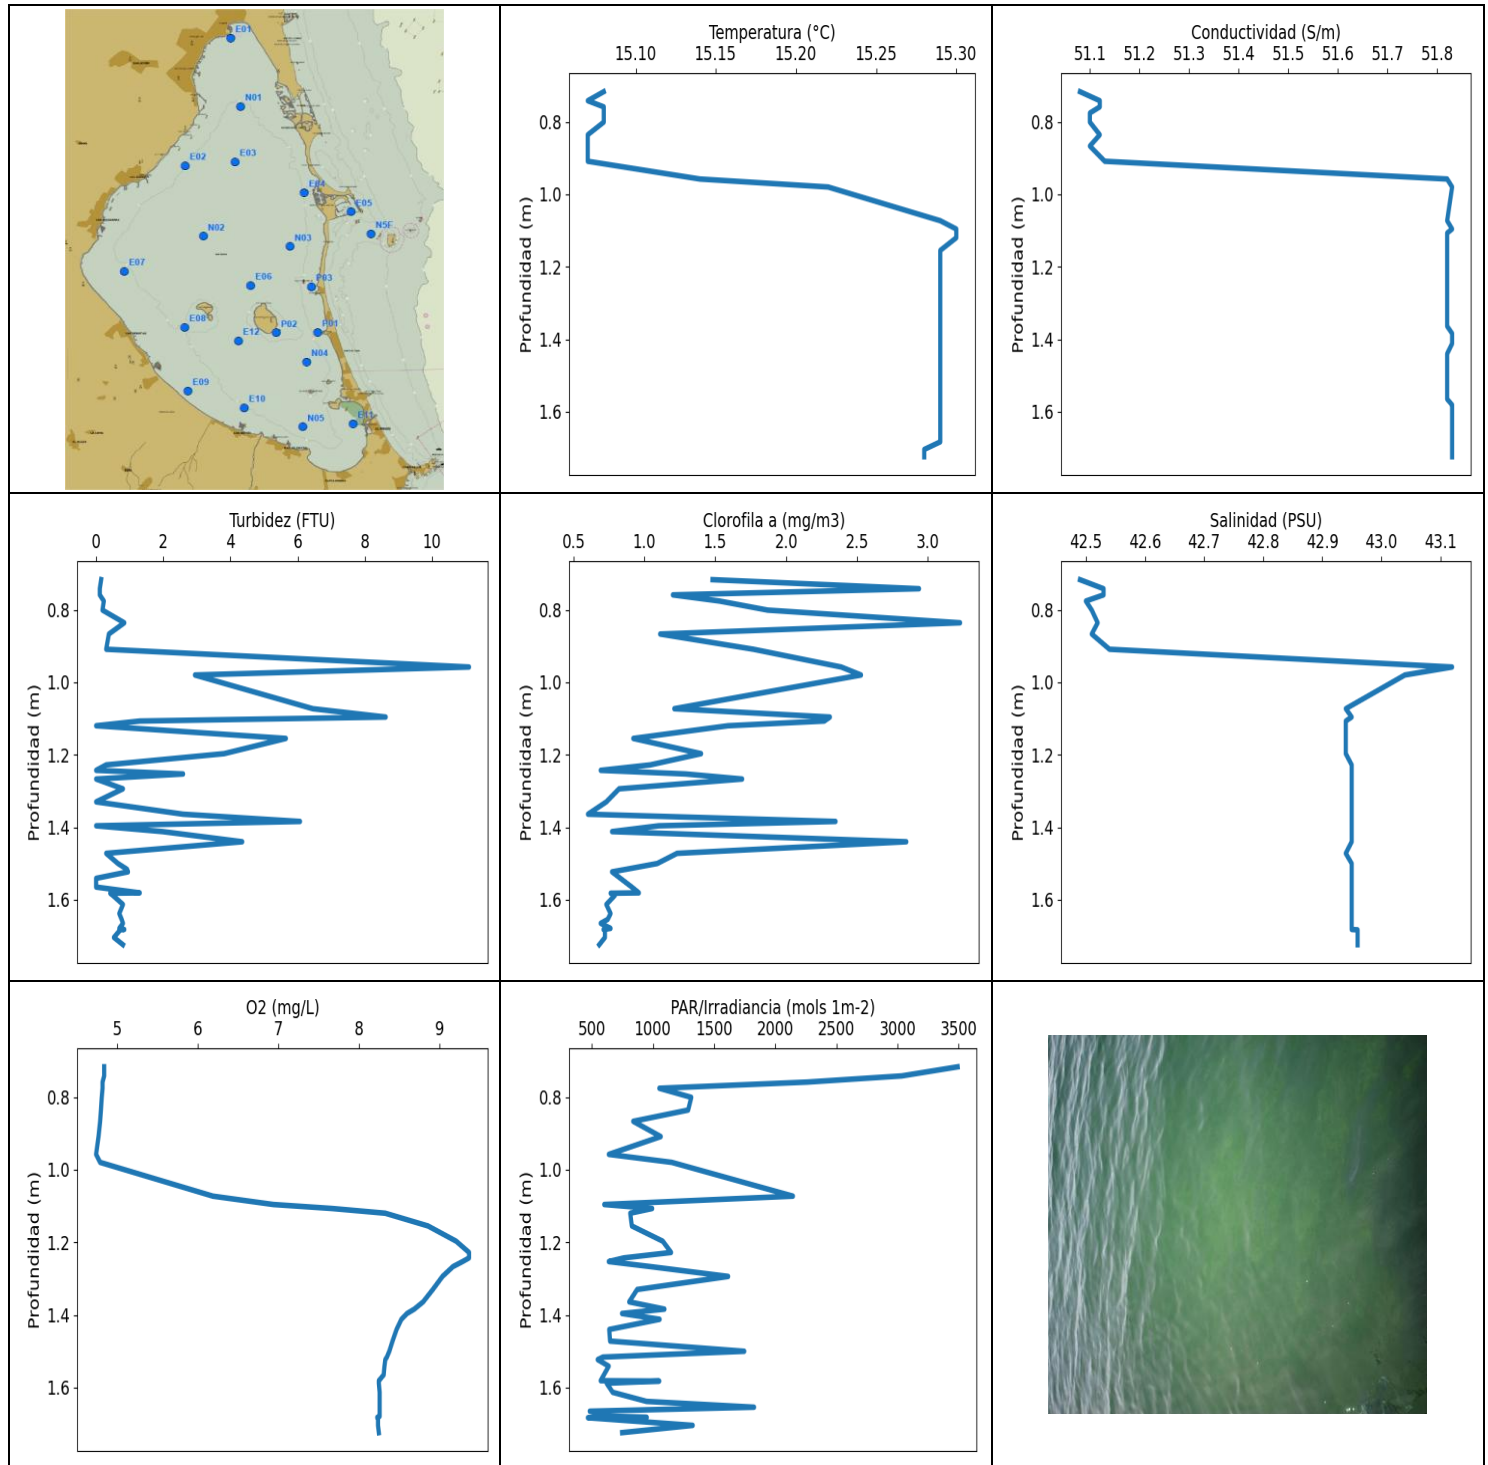 E01
N01
E02
E03
E04
E05
N5E
N02
N03
E07
E06
P03
E08
E12
P02
P01
N04
E09
E10
N05
E11
Temperatura (°C)
15.10 15.15 15.20 15.25 15.30
Profundidad (m)
0.8
1.0
1.2
1.4
1.6
Conductividad (S/m)
51.1 51.2 51.3 51.4 51.5 51.6 51.7 51.8
Profundidad (m)
0.8
1.0
1.2
1.4
1.6
Turbidez (FTU)
0 2 4 6 8 10
Profundidad (m)
0.8
1.0
1.2
1.4
1.6
Clorofila a (mg/m3)
0.5 1.0 1.5 2.0 2.5 3.0
Profundidad (m)
0.8
1.0
1.2
1.4
1.6
Salinidad (PSU)
42.5 42.6 42.7 42.8 42.9 43.0 43.1
Profundidad (m)
0.8
1.0
1.2
1.4
1.6
O2 (mg/L)
5 6 7 8 9
Profundidad (m)
0.8
1.0
1.2
1.4
1.6
PAR/Irradiancia (mols 1m-2)
500 1000 1500 2000 2500 3000 3500
Profundidad (m)
0.8
1.0
1.2
1.4
1.6